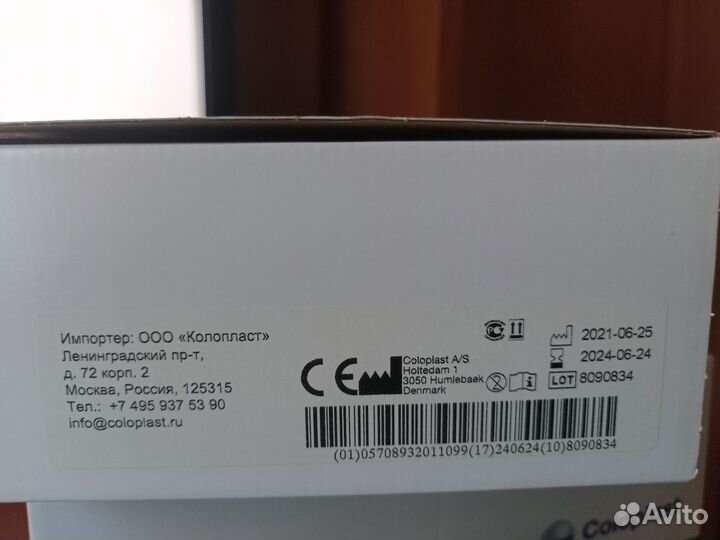 Импортер: ООО «Колопласт»
Ленинградский пр-т,
д. 72 корп. 2
Москва, Россия, 125315
Тел.: +7 495 937 53 90
info@coloplast.ru
CE
Coloplast A/S
Holtedam 1
3050 Humlebaek
Denmark
2021-06-25
2024-06-24
LOT 8090834
(01)05708932011099(17)240624(10)8090834
Avito